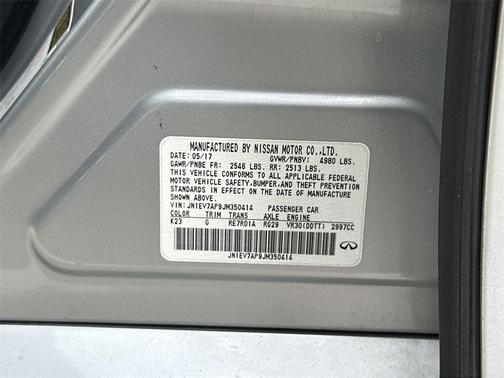 MANUFACTURED BY NISSAN MOTOR CO.,LTD.
DATE: 05/17 GVWR/PNBV: 4980 LBS.
GAWR/PNBE FR: 2546 LBS. RR: 2513 LBS.
THIS VEHICLE CONFORMS TO ALL APPLICABLE FEDERAL
MOTOR VEHICLE SAFETY,BUMPER,AND THEFT PREVENTION
STANDARDS IN EFFECT ON THE DATE OF MANUFACTURE
SHOWN ABOVE.
VIN: JN1EV7AP9JM350414 PASSENGER CAR
COLOR TRIM TRANS AXLE ENGINE
K23 G RE7R01A RG29 VR30(DDTT) 2997CC
JN1EV7AP9JM350414